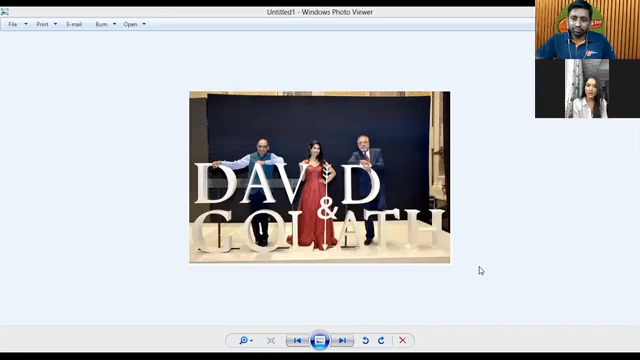 Untitled1 - Windows Photo Viewer
File Print E-mail Burn Open
DAVID
&
GOLIATH